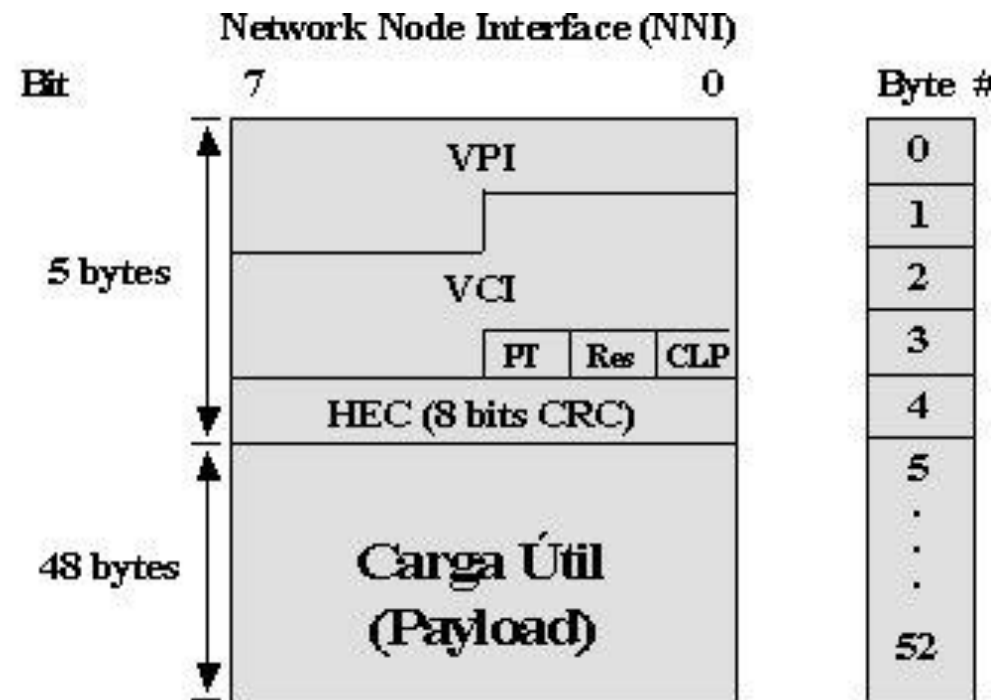 Network Node Interface (NNI)
Bit 7 0 Byte #
VPI 0
1
5 bytes VCI 2
PT Res CLP 3
HEC (8 bits CRC) 4
5
.
48 bytes Carga Útil .
.
(Payload) 52